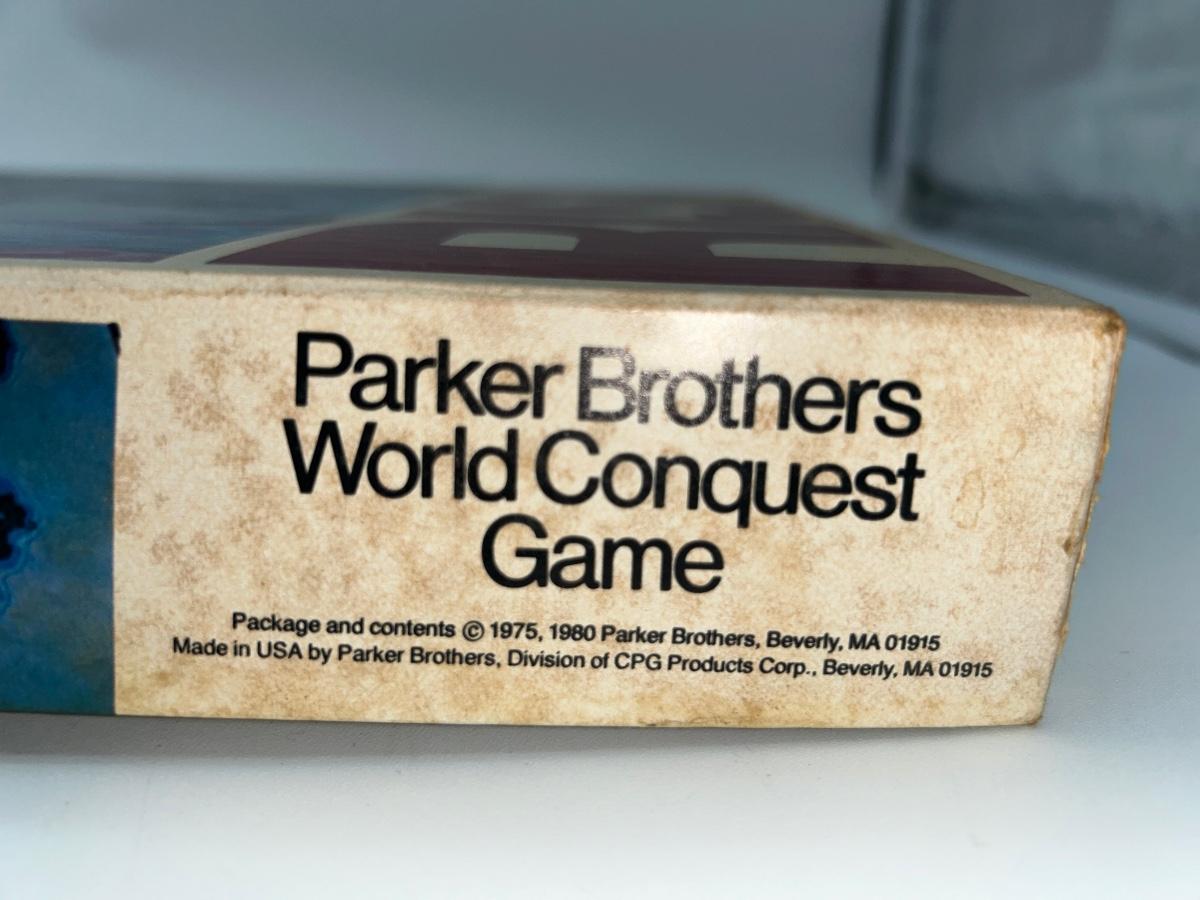 Parker Brothers
World Conquest
Game
Package and contents © 1975, 1980 Parker Brothers, Beverly, MA 01915
Made in USA by Parker Brothers, Division of CPG Products Corp., Beverly, MA 01915